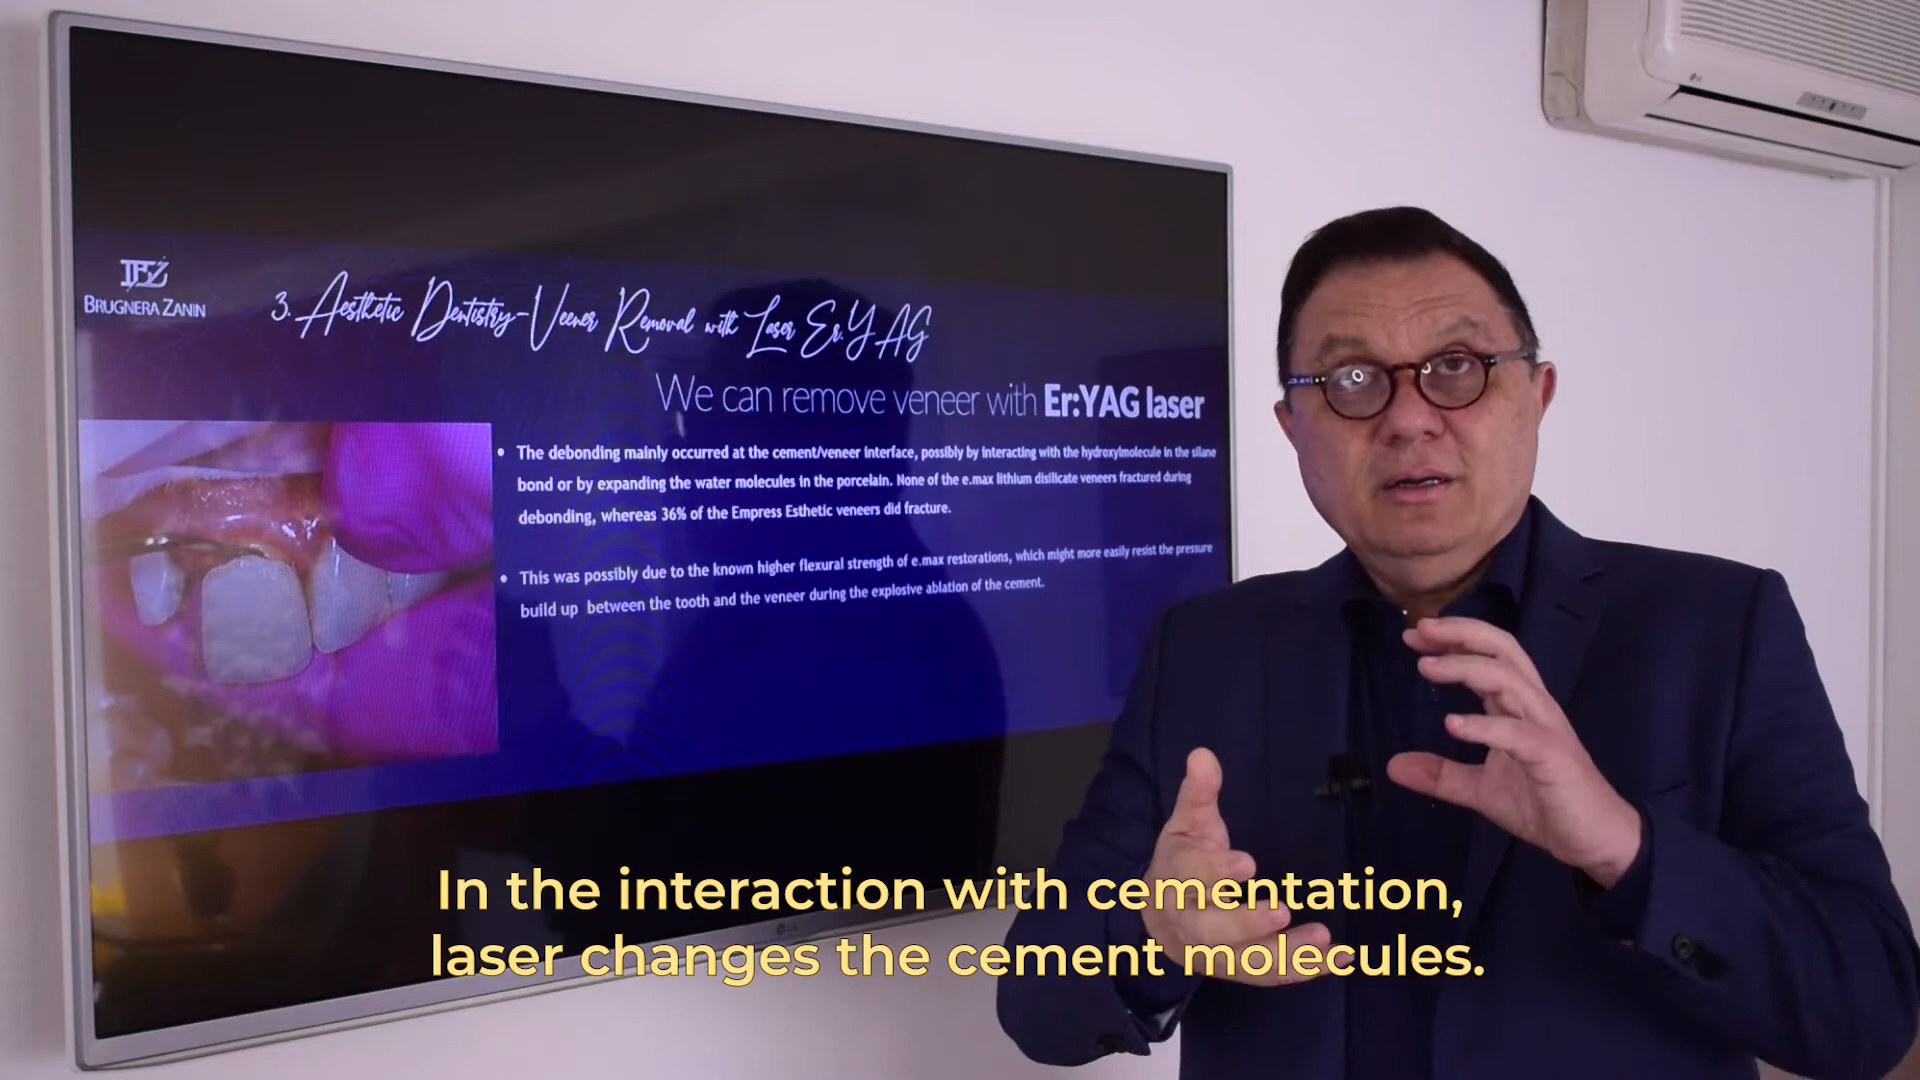 BZ
BRUGNERA ZANIN
3. Aesthetic Dentistry-Veener Removal with Laser Er:YAG
We can remove veneer with Er:YAG laser
• The debonding mainly occurred at the cement/veneer interface, possibly by interacting with the hydroxylmolecule in the silane
bond or by expanding the water molecules in the porcelain. None of the e.max lithium disilicate veneers fractured during
debonding, whereas 36% of the Empress Esthetic veneers did fracture.
• This was possibly due to the known higher flexural strength of e.max restorations, which might more easily resist the pressure
build up between the tooth and the veneer during the explosive ablation of the cement.
LG
In the interaction with cementation,
laser changes the cement molecules.